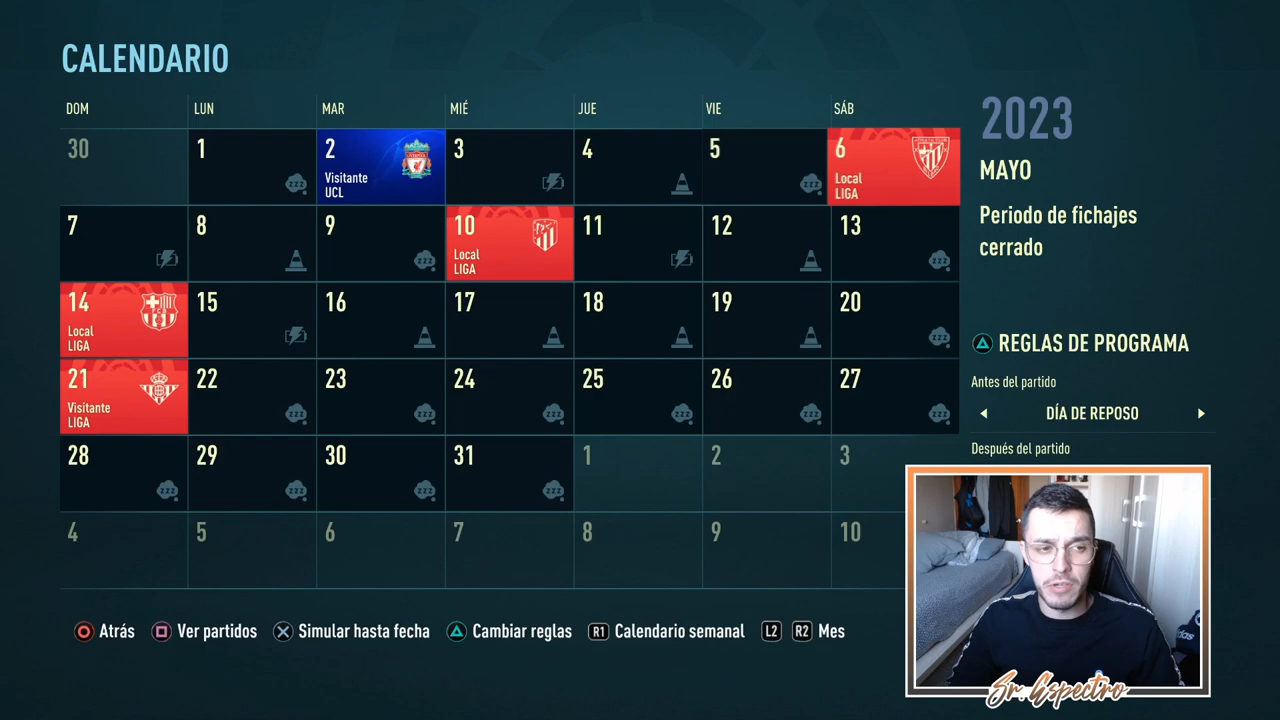 CALENDARIO
DOM LUN MAR MIÉ JUE VIE SÁB
30 1 2 3 4 5 6
Visitante Local
UCL LIGA
7 8 9 10 11 12 13
Local
LIGA
14 15 16 17 18 19 20
Local
LIGA
21 22 23 24 25 26 27
Visitante
LIGA
28 29 30 31 1 2 3
4 5 6 7 8 9 10
2023
MAYO
Periodo de fichajes
cerrado
REGLAS DE PROGRAMA
Antes del partido
DÍA DE REPOSO
Después del partido
Atrás Ver partidos Simular hasta fecha Cambiar reglas R1 Calendario semanal L2 R2 Mes
adidas
Sr. Espectro